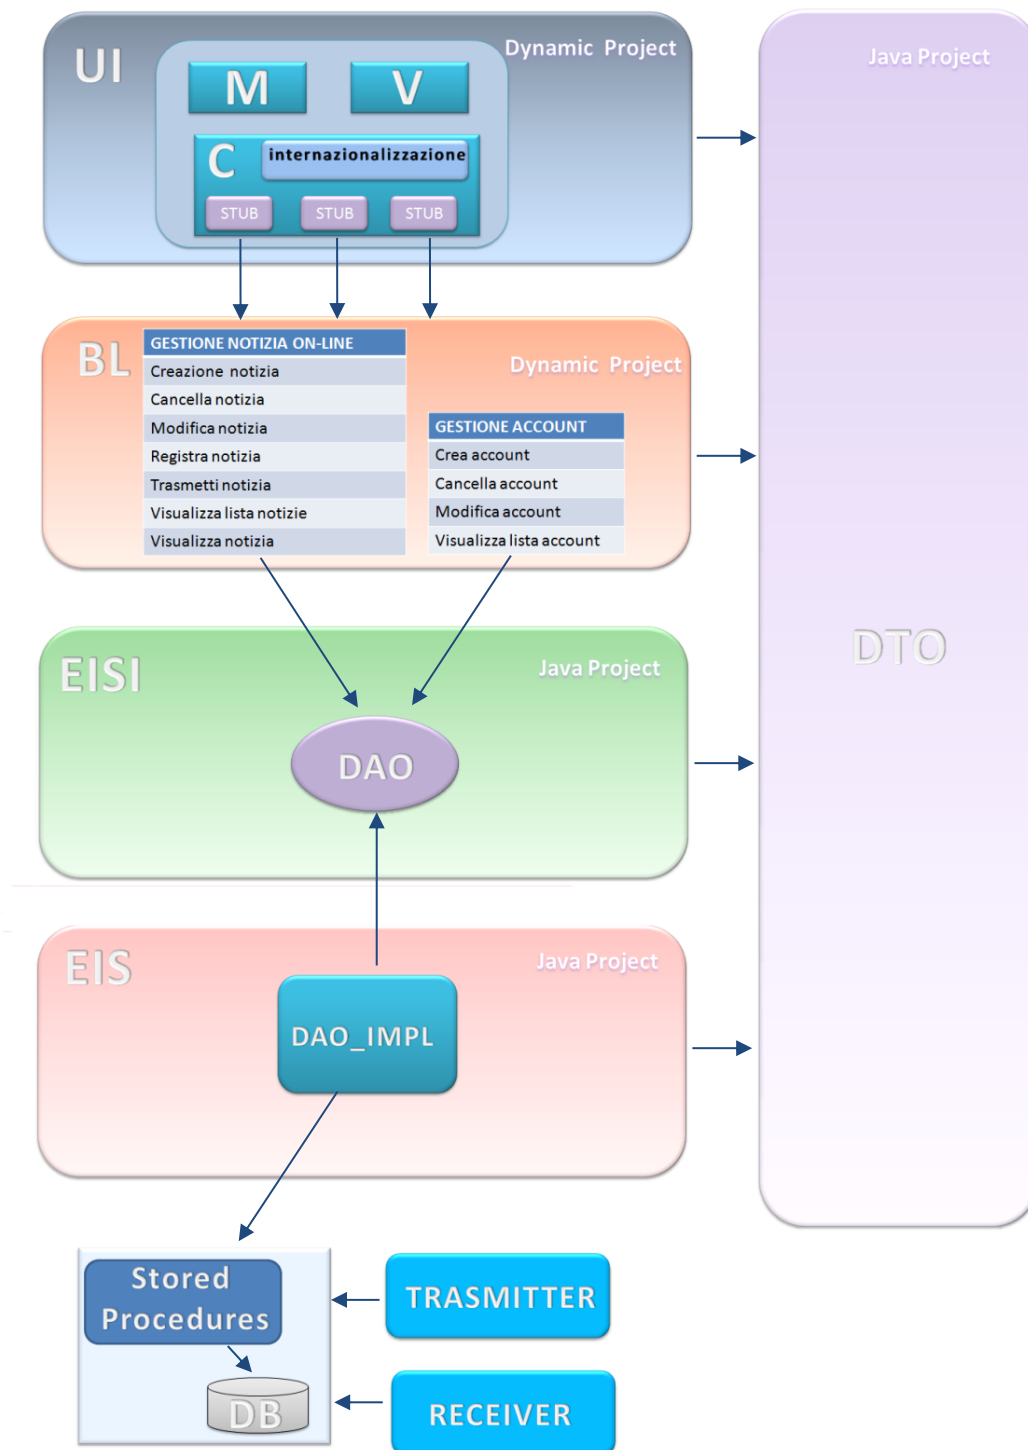 UI
Dynamic Project
M
V
C
internazionalizzazione
STUB
STUB
STUB
Java Project
DTO
BL
Dynamic Project
GESTIONE NOTIZIA ON-LINE
Creazione notizia
Cancella notizia
Modifica notizia
Registra notizia
Trasmetti notizia
Visualizza lista notizie
Visualizza notizia
GESTIONE ACCOUNT
Crea account
Cancella account
Modifica account
Visualizza lista account
EISI
Java Project
DAO
EIS
Java Project
DAO_IMPL
Stored
Procedures
DB
TRASMITTER
RECEIVER